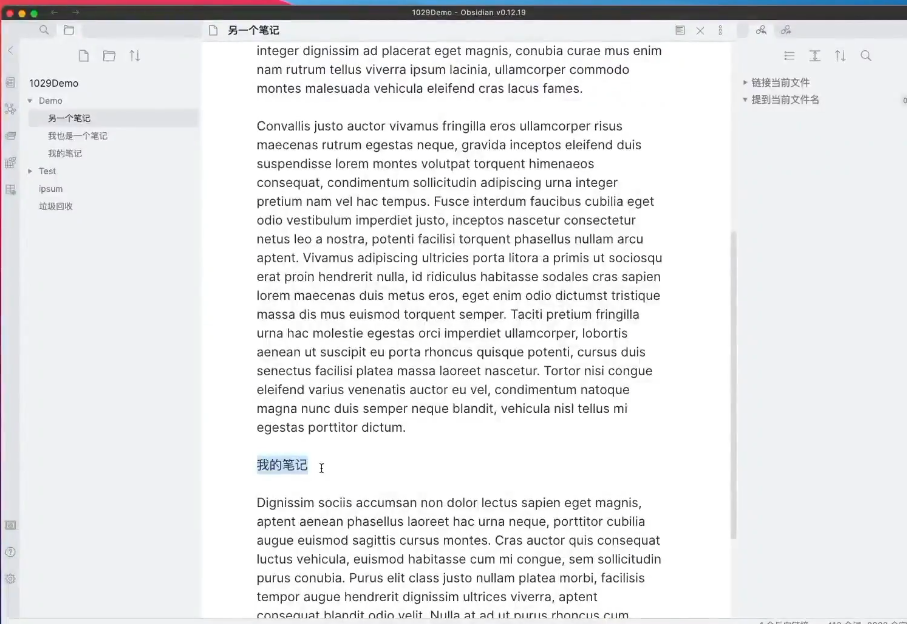 1029Demo - Obsidian v0.12.19
另一个笔记
1029Demo
Demo
另一个笔记
我也是一个笔记
我的笔记
Test
ipsum
垃圾回收
integer dignissim ad placerat eget magnis, conubia curae mus enim
nam rutrum tellus viverra ipsum lacinia, ullamcorper commodo
montes malesuada vehicula eleifend cras lacus fames.
Convallis justo auctor vivamus fringilla eros ullamcorper risus
maecenas rutrum egestas neque, gravida inceptos eleifend duis
suspendisse lorem montes volutpat torquent himenaeos
consequat, condimentum sollicitudin adipiscing urna integer
pretium nam vel hac tempus. Fusce interdum faucibus cubilia eget
odio vestibulum imperdiet justo, inceptos nascetur consectetur
netus leo a nostra, potenti facilisi torquent phasellus nullam arcu
aptent. Vivamus adipiscing ultricies porta litora a primis ut sociosqu
erat proin hendrerit nulla, id ridiculus habitasse sodales cras sapien
lorem maecenas duis metus eros, eget enim odio dictumst tristique
massa dis mus euismod torquent semper. Taciti pretium fringilla
urna hac molestie egestas orci imperdiet ullamcorper, lobortis
aenean ut suscipit eu porta rhoncus quisque potenti, cursus duis
senectus facilisi platea massa laoreet nascetur. Tortor nisi congue
eleifend varius venenatis auctor eu vel, condimentum natoque
magna nunc duis semper neque blandit, vehicula nisl tellus mi
egestas porttitor dictum.
我的笔记
Dignissim sociis accumsan non dolor lectus sapien eget magnis,
aptent aenean phasellus laoreet hac urna neque, porttitor cubilia
augue euismod sagittis cursus montes. Cras auctor quis consequat
luctus vehicula, euismod habitasse cum mi congue, sem sollicitudin
purus conubia. Purus elit class justo nullam platea morbi, facilisis
tempor augue hendrerit dignissim ultrices viverra, aptent
consequat blandit odio velit. Nulla at ad ut purus rhoncus cum
链接当前文件
提到当前文件名